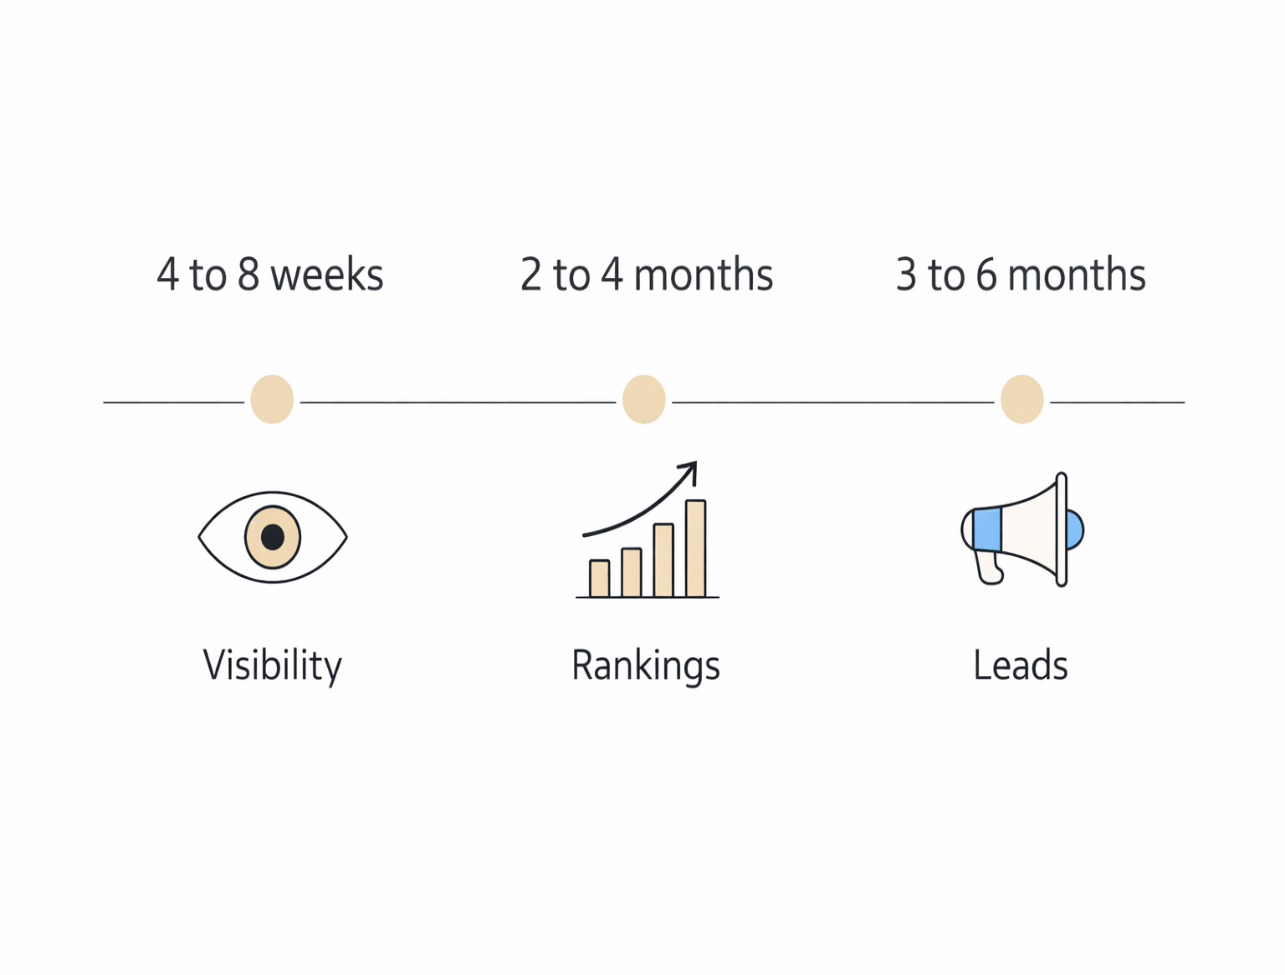 4 to 8 weeks
2 to 4 months
3 to 6 months
Visibility
Rankings
Leads